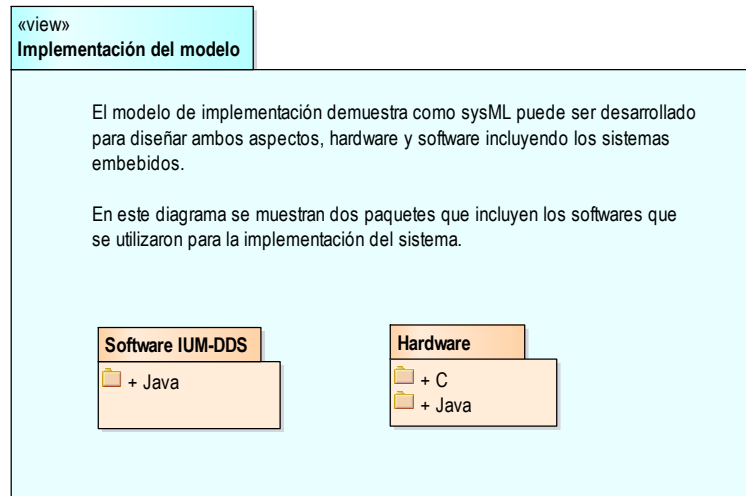 «view»
Implementación del modelo
El modelo de implementación demuestra como sysML puede ser desarrollado
para diseñar ambos aspectos, hardware y software incluyendo los sistemas
embebidos.
En este diagrama se muestran dos paquetes que incluyen los softwares que
se utilizaron para la implementación del sistema.
Software IUM-DDS
+ Java
Hardware
+ C
+ Java